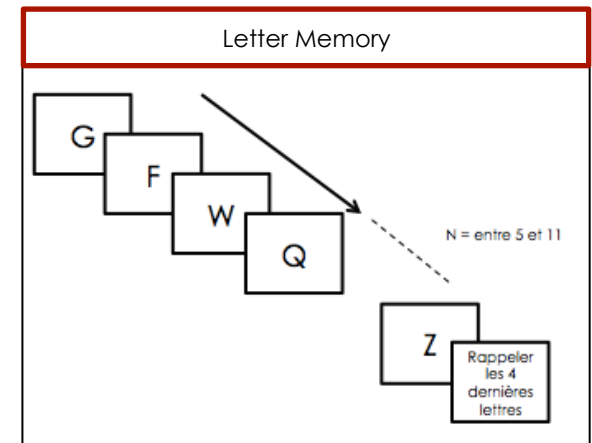 Letter Memory
G
F
W
Q
N = entre 5 et 11
Z
Rappeler
les 4
dernières
lettres